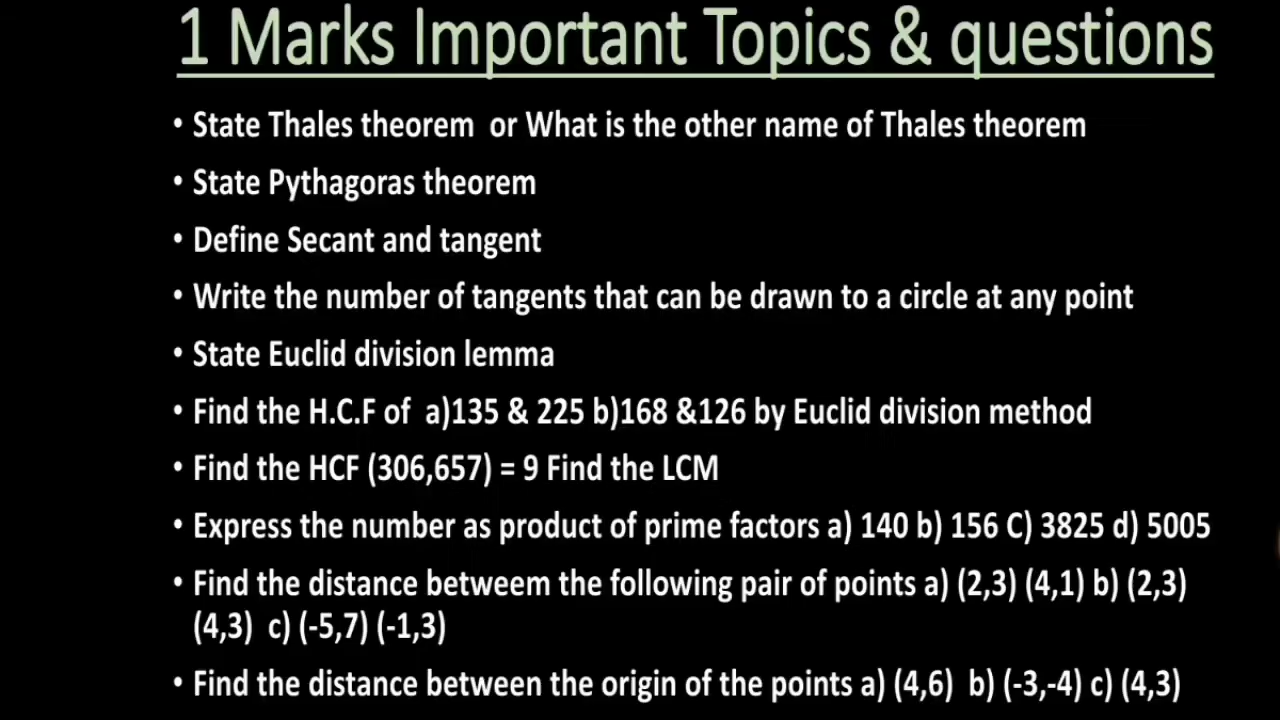 1 Marks Important Topics & questions
• State Thales theorem or What is the other name of Thales theorem
• State Pythagoras theorem
• Define Secant and tangent
• Write the number of tangents that can be drawn to a circle at any point
• State Euclid division lemma
• Find the H.C.F of a)135 & 225 b)168 &126 by Euclid division method
• Find the HCF (306,657) = 9 Find the LCM
• Express the number as product of prime factors a) 140 b) 156 C) 3825 d) 5005
• Find the distance betweem the following pair of points a) (2,3) (4,1) b) (2,3)
(4,3) c) (-5,7) (-1,3)
• Find the distance between the origin of the points a) (4,6) b) (-3,-4) c) (4,3)